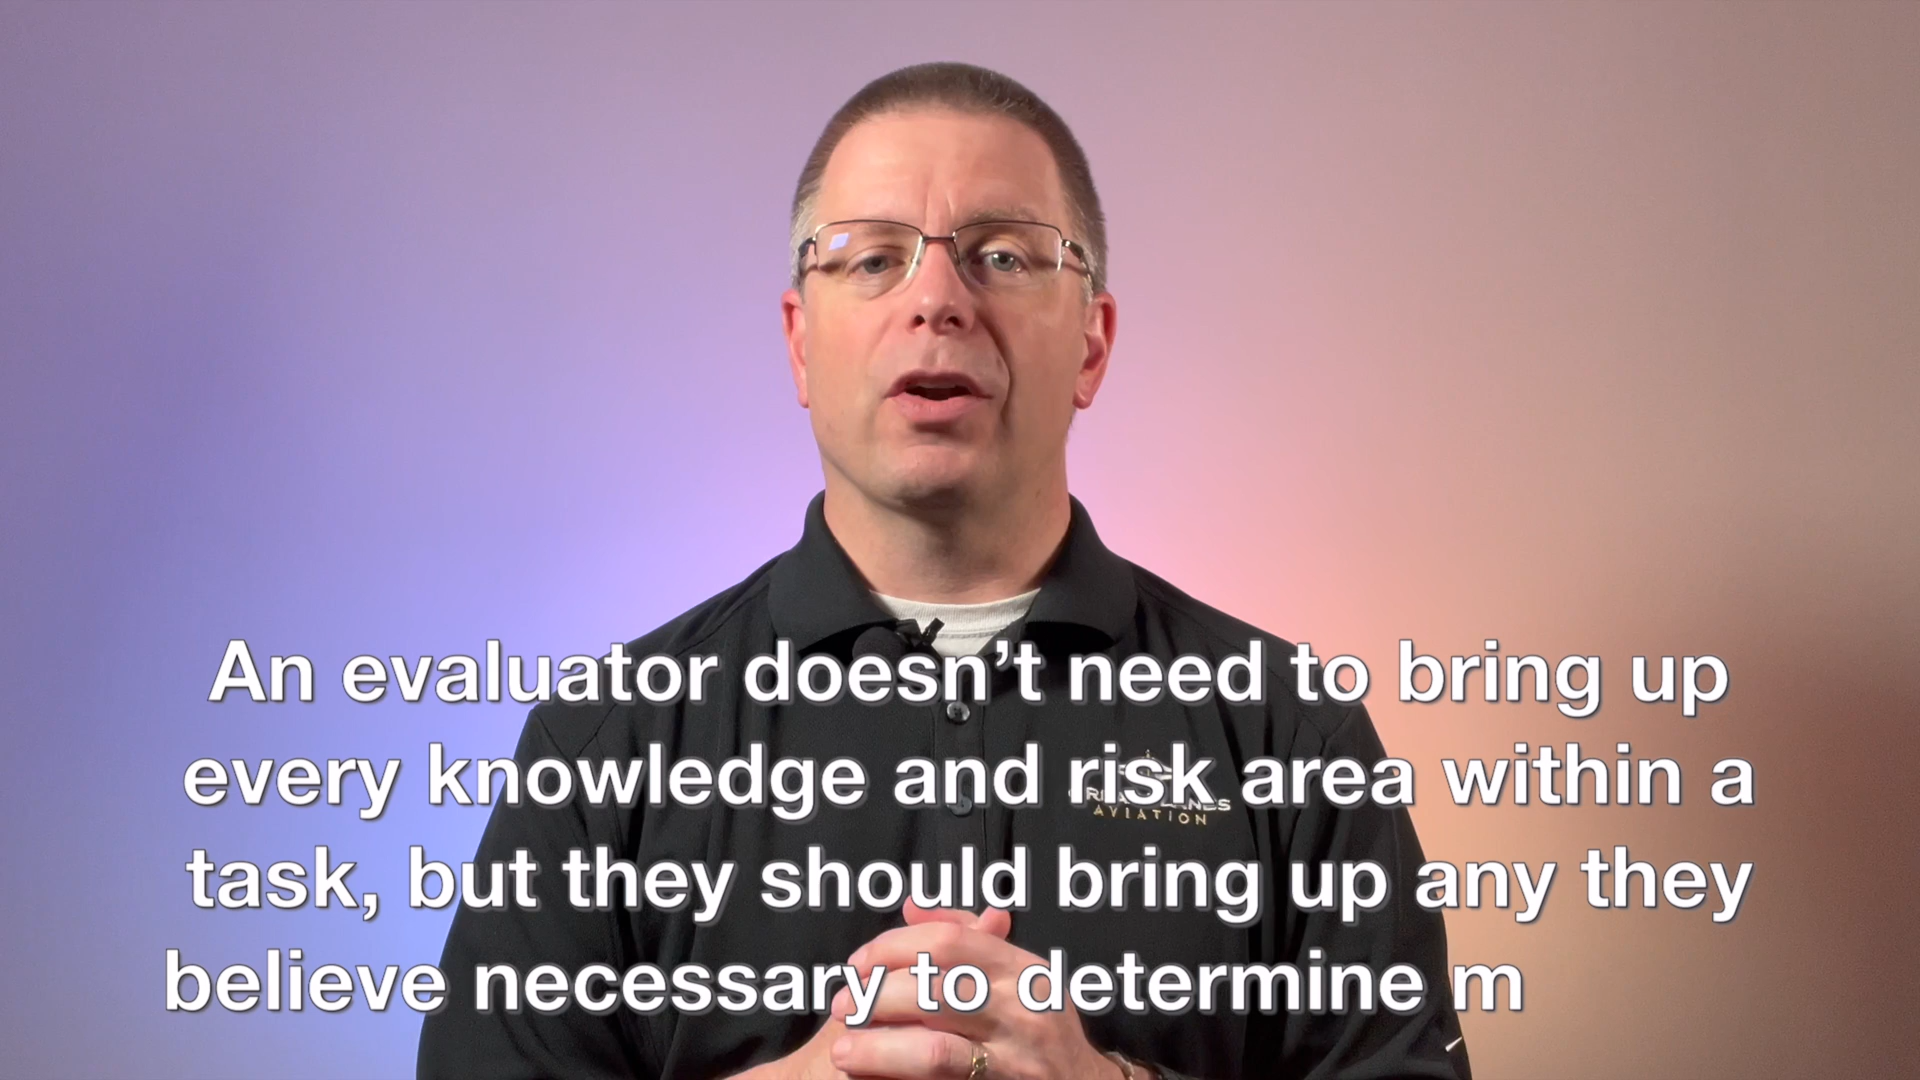 An evaluator doesn’t need to bring up
every knowledge and risk area within a
task, but they should bring up any they
believe necessary to determine m
AVIATION